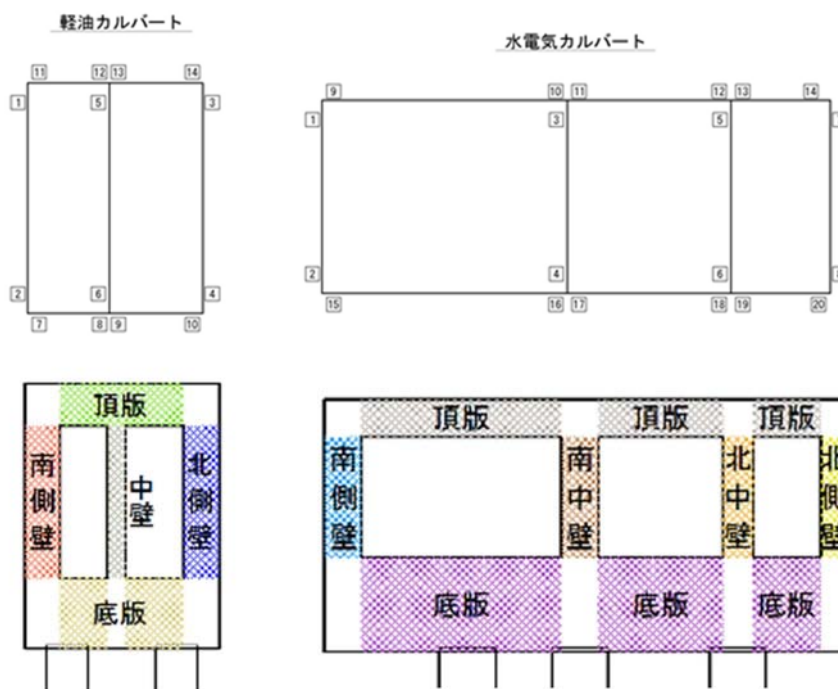 軽油カルバート
水電気カルバート
11 12 13 14
1 5 3
2 6 4
7 8 9 10
9 10 11 12 13 14
1 3 5
2 4 6
15 16 17 18 19 20
頂版
南側壁
中壁
北側壁
底版
頂版 頂版 頂版
南側壁
南中壁
北中壁
北側壁
底版 底版 底版